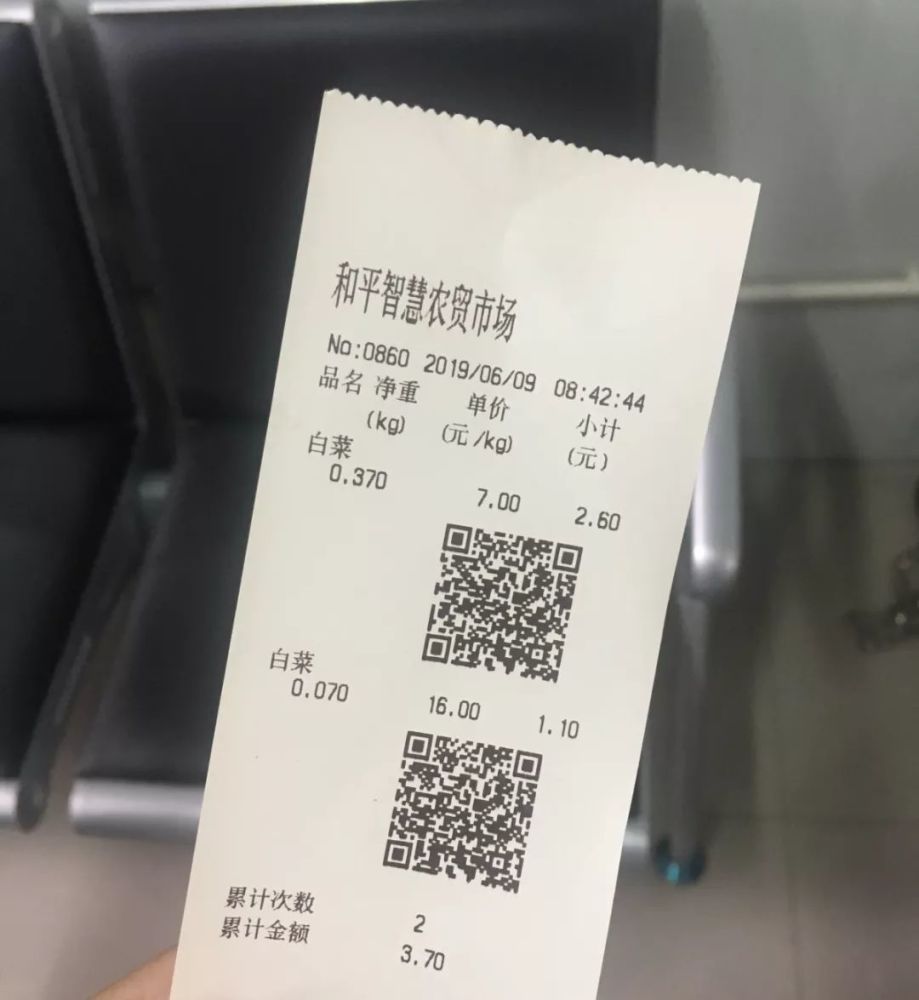 和平智慧农贸市场
No:0860 2019/06/09 08:42:44
品名 净重 单价 小计
(kg) (元/kg) (元)
白菜
0.370 7.00 2.60
白菜
0.070 16.00 1.10
累计次数 2
累计金额 3.70